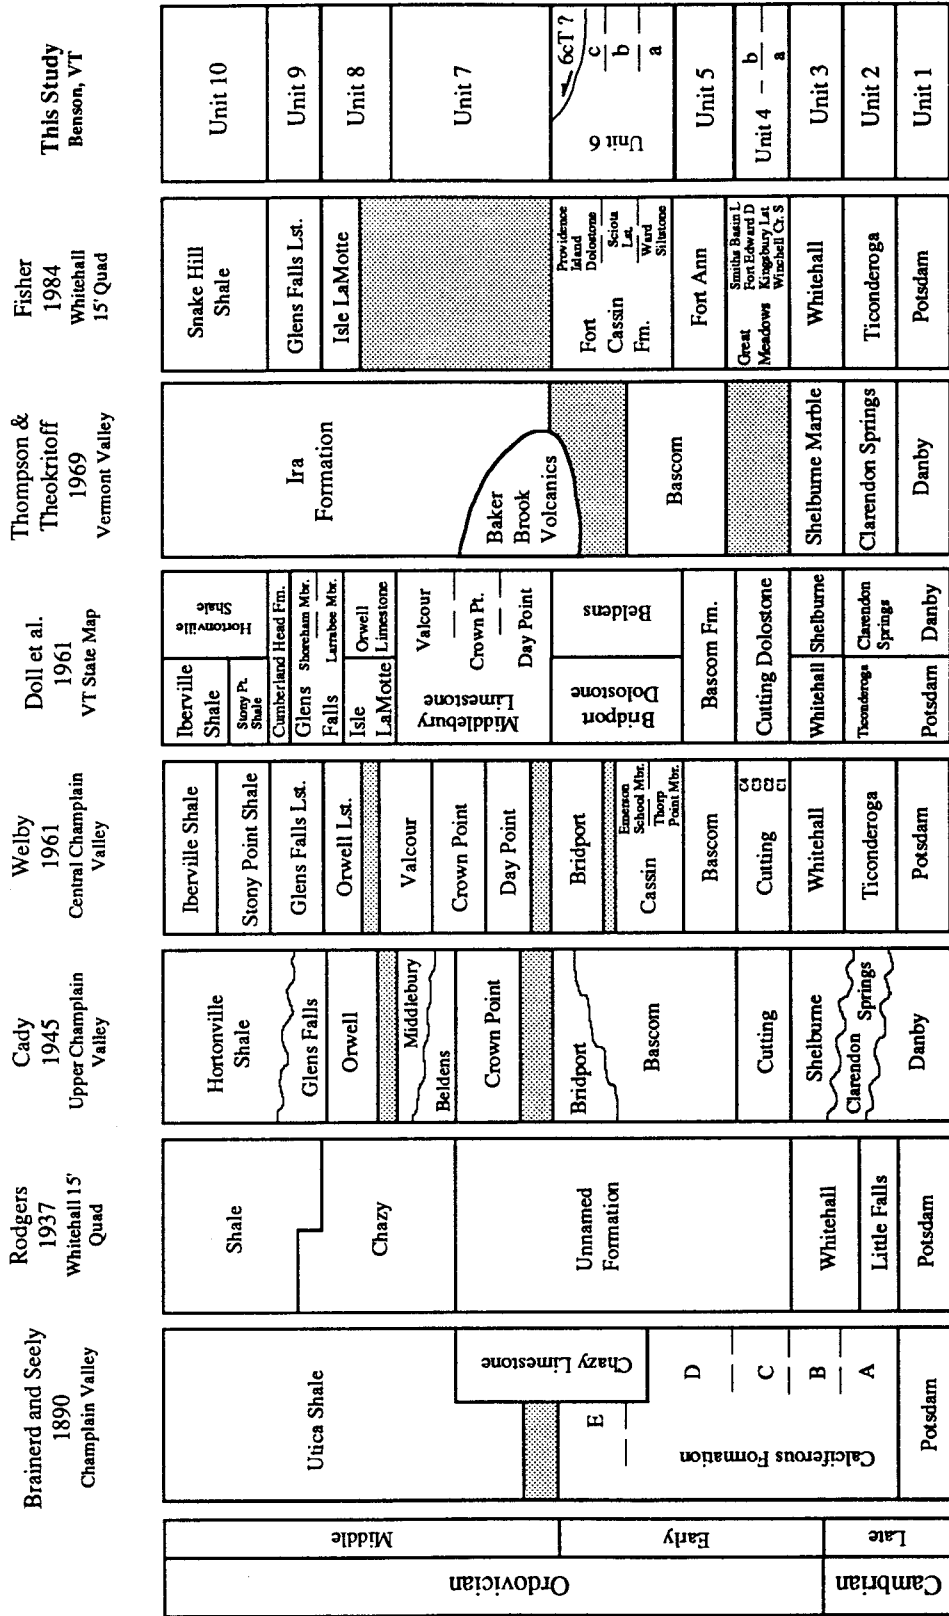 Brainerd and Seely
1890
Champlain Valley
Utica Shale
Chazy Limestone
E
D
C
B
A
Calciferous Formation
Potsdam
Rodgers
1937
Whitehall 15'
Quad
Shale
Chazy
Unnamed
Formation
Whitehall
Little Falls
Potsdam
Cady
1945
Upper Champlain
Valley
Hortonville
Shale
Glens Falls
Orwell
Middlebury
Beldens
Crown Point
Bridport
Bascom
Cutting
Shelburne
Clarendon Springs
Danby
Welby
1961
Central Champlain
Valley
Iberville Shale
Stony Point Shale
Glens Falls Lst.
Orwell Lst.
Valcour
Crown Point
Day Point
Bridport
Cassin
Emerson
School Mbr.
Thorp
Point Mbr.
Bascom
Cutting
C4
C3
C2
C1
Whitehall
Ticonderoga
Potsdam
Doll et al.
1961
VT State Map
Iberville
Shale
Stony Pt.
Shale
Hortonville
Shale
Cumberland Head Fm.
Glens
Falls
Shoreham Mbr.
Larrabee Mbr.
Isle
LaMotte
Orwell
Limestone
Middlebury
Limestone
Valcour
Crown Pt.
Day Point
Bridport
Dolostone
Beldens
Bascom Fm.
Cutting Dolostone
Whitehall
Shelburne
Ticonderoga
Clarendon
Springs
Potsdam
Danby
Thompson &
Theokritoff
1969
Vermont Valley
Ira
Formation
Baker
Brook
Volcanics
Bascom
Shelburne Marble
Clarendon Springs
Danby
Fisher
1984
Whitehall
15' Quad
Snake Hill
Shale
Glens Falls Lst.
Isle LaMotte
Fort
Cassin
Fm.
Providence
Island
Dolostone
Sciota
Lst.
Ward
Siltstone
Fort Ann
Great
Meadows
Smiths Basin L
Fort Edward D
Kingsbury Lst
Winchell Cr. S
Whitehall
Ticonderoga
Potsdam
This Study
Benson, VT
Unit 10
Unit 9
Unit 8
Unit 7
Unit 6
6cT ?
c
b
a
Unit 5
Unit 4
b
a
Unit 3
Unit 2
Unit 1
Middle
Early
Late
Ordovician
Cambrian